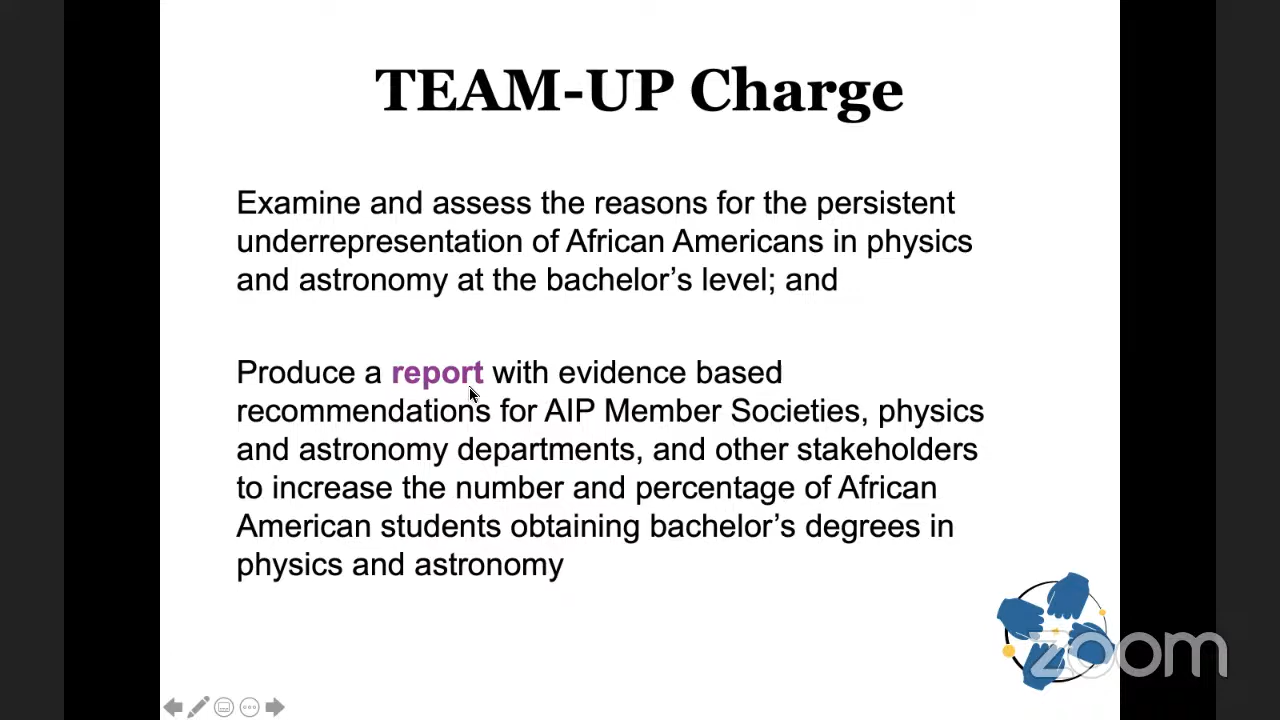 TEAM-UP Charge
Examine and assess the reasons for the persistent
underrepresentation of African Americans in physics
and astronomy at the bachelor’s level; and
Produce a report with evidence based
recommendations for AIP Member Societies, physics
and astronomy departments, and other stakeholders
to increase the number and percentage of African
American students obtaining bachelor’s degrees in
physics and astronomy
zoom